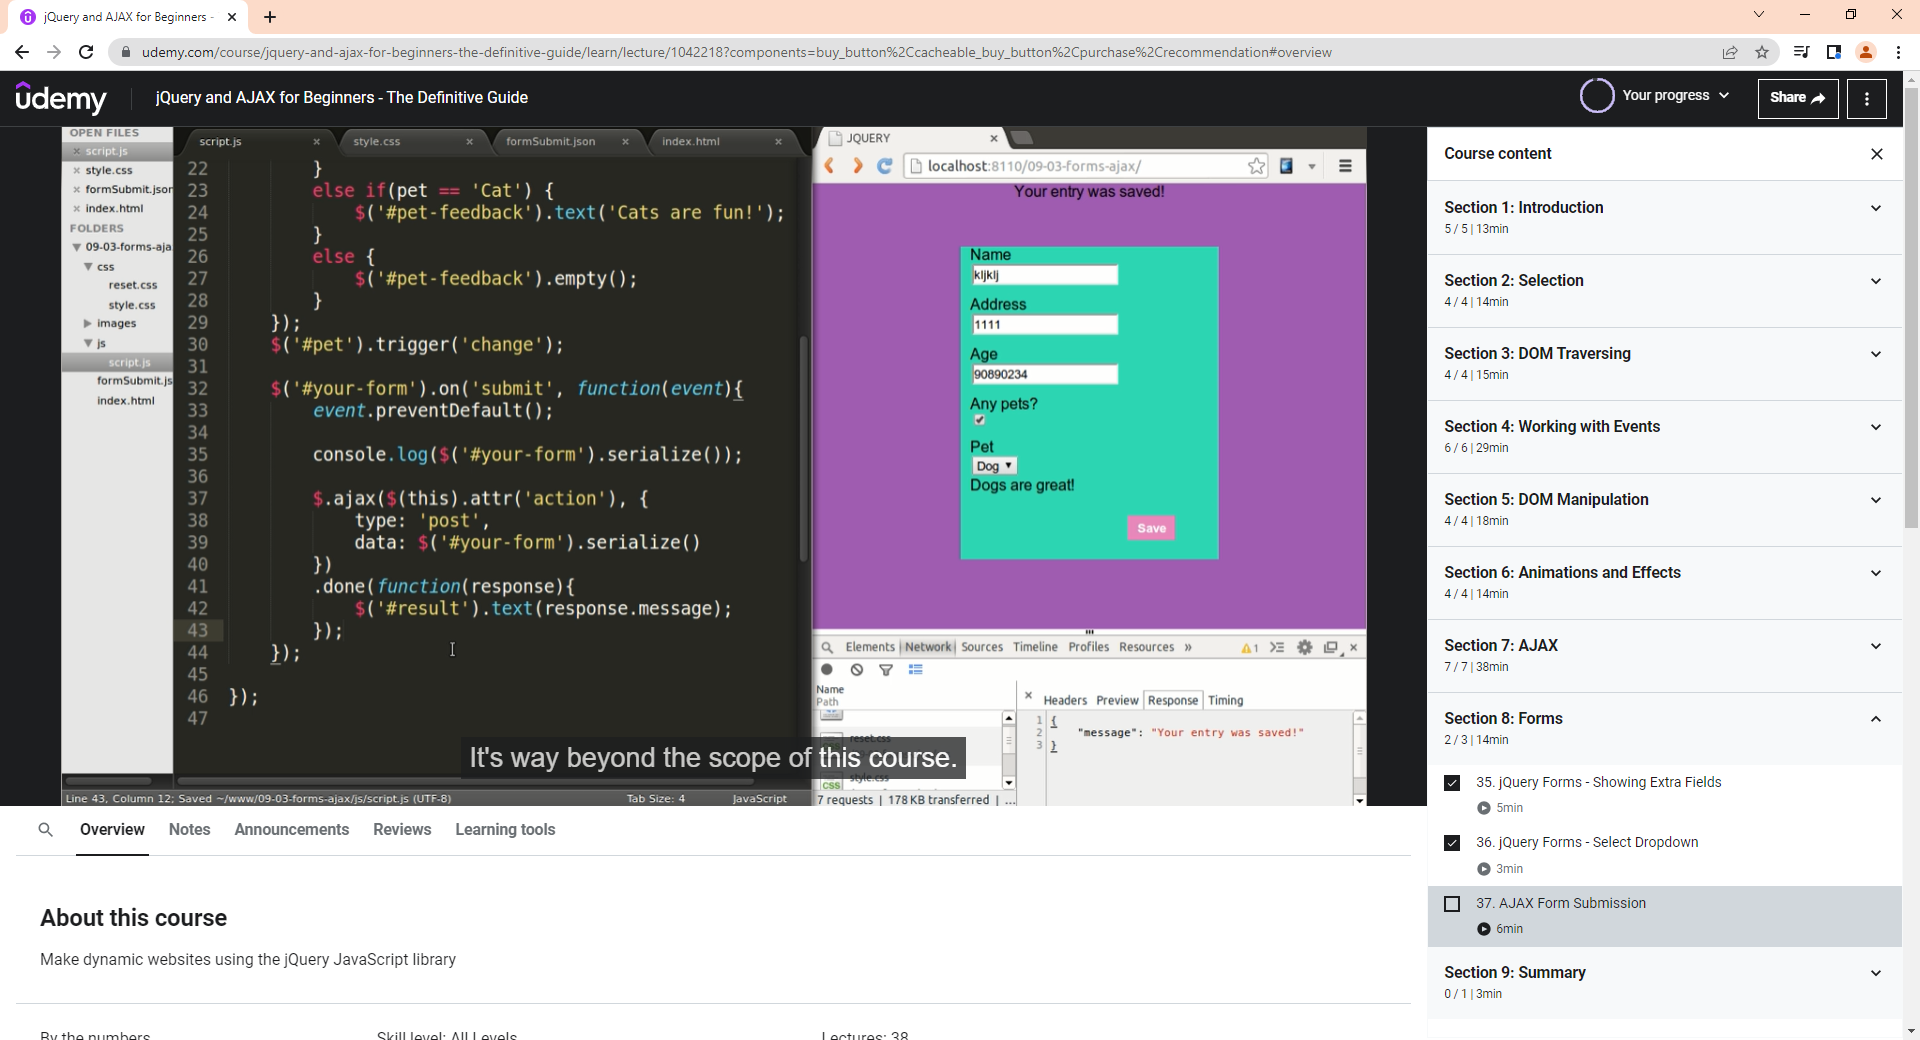 jQuery and AJAX for Beginners -
udemy.com/course/jquery-and-ajax-for-beginners-the-definitive-guide/learn/lecture/1042218?components=buy_button%2Ccacheable_buy_button%2Cpurchase%2Crecommendation#overview
udemy
jQuery and AJAX for Beginners - The Definitive Guide
Your progress
Share
OPEN FILES
script.js
style.css
formSubmit.json
index.html
FOLDERS
09-03-forms-aja
css
reset.css
style.css
images
js
script.js
formSubmit.js
index.html
script.js
style.css
formSubmit.json
index.html
22 }
23 else if(pet == 'Cat') {
24 $('#pet-feedback').text('Cats are fun!');
25 }
26 else {
27 $('#pet-feedback').empty();
28 }
29 });
30 $('#pet').trigger('change');
31
32 $('#your-form').on('submit', function(event){
33 event.preventDefault();
34
35 console.log($('#your-form').serialize());
36
37 $.ajax($(this).attr('action'), {
38 type: 'post',
39 data: $('#your-form').serialize()
40 })
41 .done(function(response){
42 $('#result').text(response.message);
43 });
44 });
45
46 });
47
Line 43, Column 12; Saved ~/www/09-03-forms-ajax/js/script.js (UTF-8)
Tab Size: 4
JavaScript
JQUERY
localhost:8110/09-03-forms-ajax/
Your entry was saved!
Name
kljklj
Address
1111
Age
90890234
Any pets?
Pet
Dog
Dogs are great!
Save
Elements Network Sources Timeline Profiles Resources »
1
Name
Path
Headers Preview Response Timing
reset.css
style.css
CSS
1 {
2 "message": "Your entry was saved!"
3 }
7 requests | 178 KB transferred | ...
It's way beyond the scope of this course.
Overview
Notes
Announcements
Reviews
Learning tools
About this course
Make dynamic websites using the jQuery JavaScript library
By the numbers
Skill level: All Levels
Lectures: 38
Course content
Section 1: Introduction
5 / 5 | 13min
Section 2: Selection
4 / 4 | 14min
Section 3: DOM Traversing
4 / 4 | 15min
Section 4: Working with Events
6 / 6 | 29min
Section 5: DOM Manipulation
4 / 4 | 18min
Section 6: Animations and Effects
4 / 4 | 14min
Section 7: AJAX
7 / 7 | 38min
Section 8: Forms
2 / 3 | 14min
35. jQuery Forms - Showing Extra Fields
5min
36. jQuery Forms - Select Dropdown
3min
37. AJAX Form Submission
6min
Section 9: Summary
0 / 1 | 3min